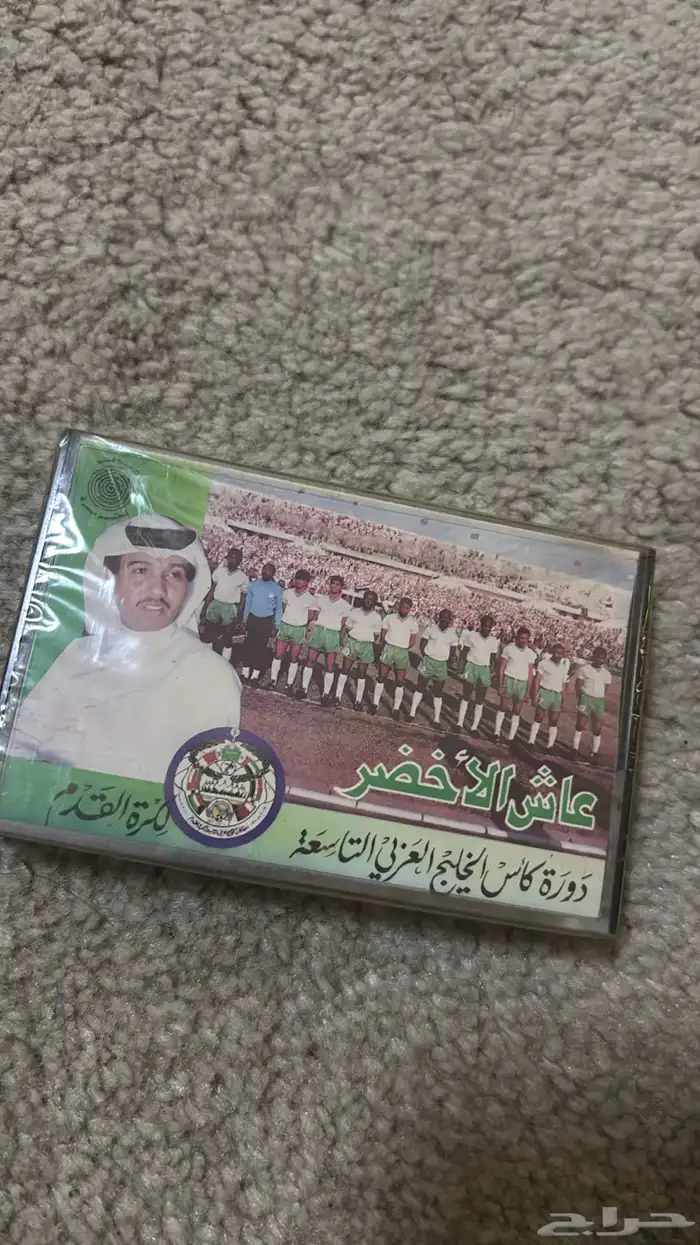 عاش الأخضر
دورة كأس الخليج العربي التاسعة
لكرة القدم
حراج